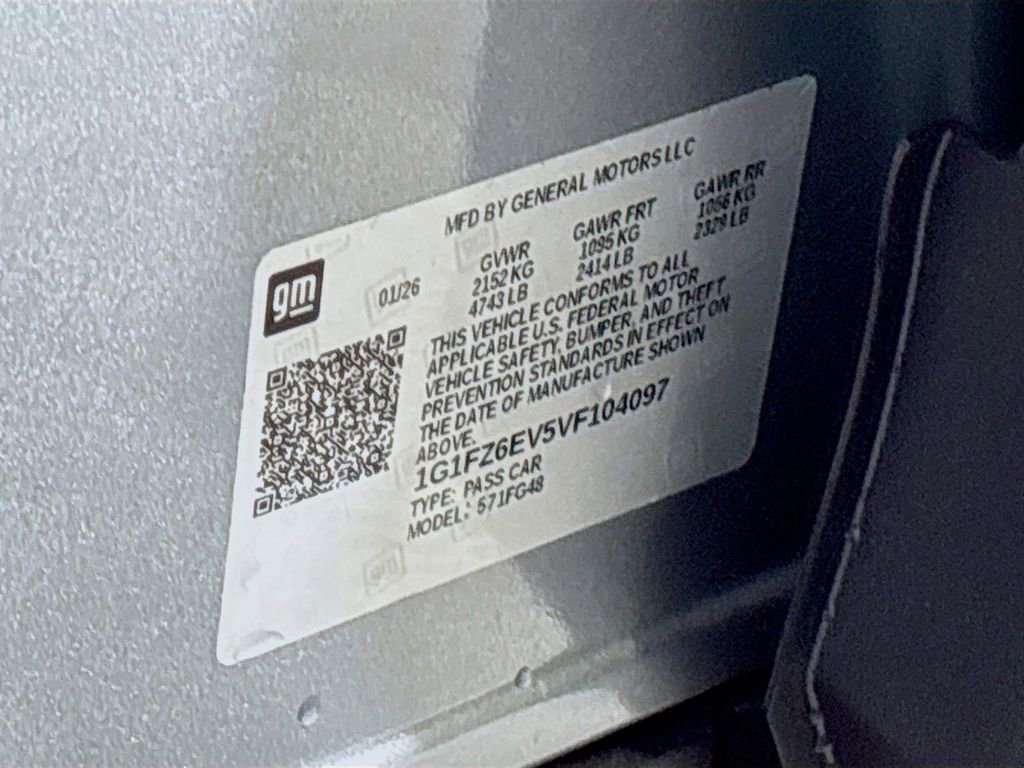 MFD BY GENERAL MOTORS LLC
gm
01/26
GVWR GAWR FRT GAWR RR
2152 KG 1095 KG 1056 KG
4743 LB 2414 LB 2329 LB
THIS VEHICLE CONFORMS TO ALL
APPLICABLE U.S. FEDERAL MOTOR
VEHICLE SAFETY, BUMPER, AND THEFT
PREVENTION STANDARDS IN EFFECT ON
THE DATE OF MANUFACTURE SHOWN
ABOVE.
1G1FZ6EV5VF104097
TYPE: PASS CAR
MODEL: 571FG48